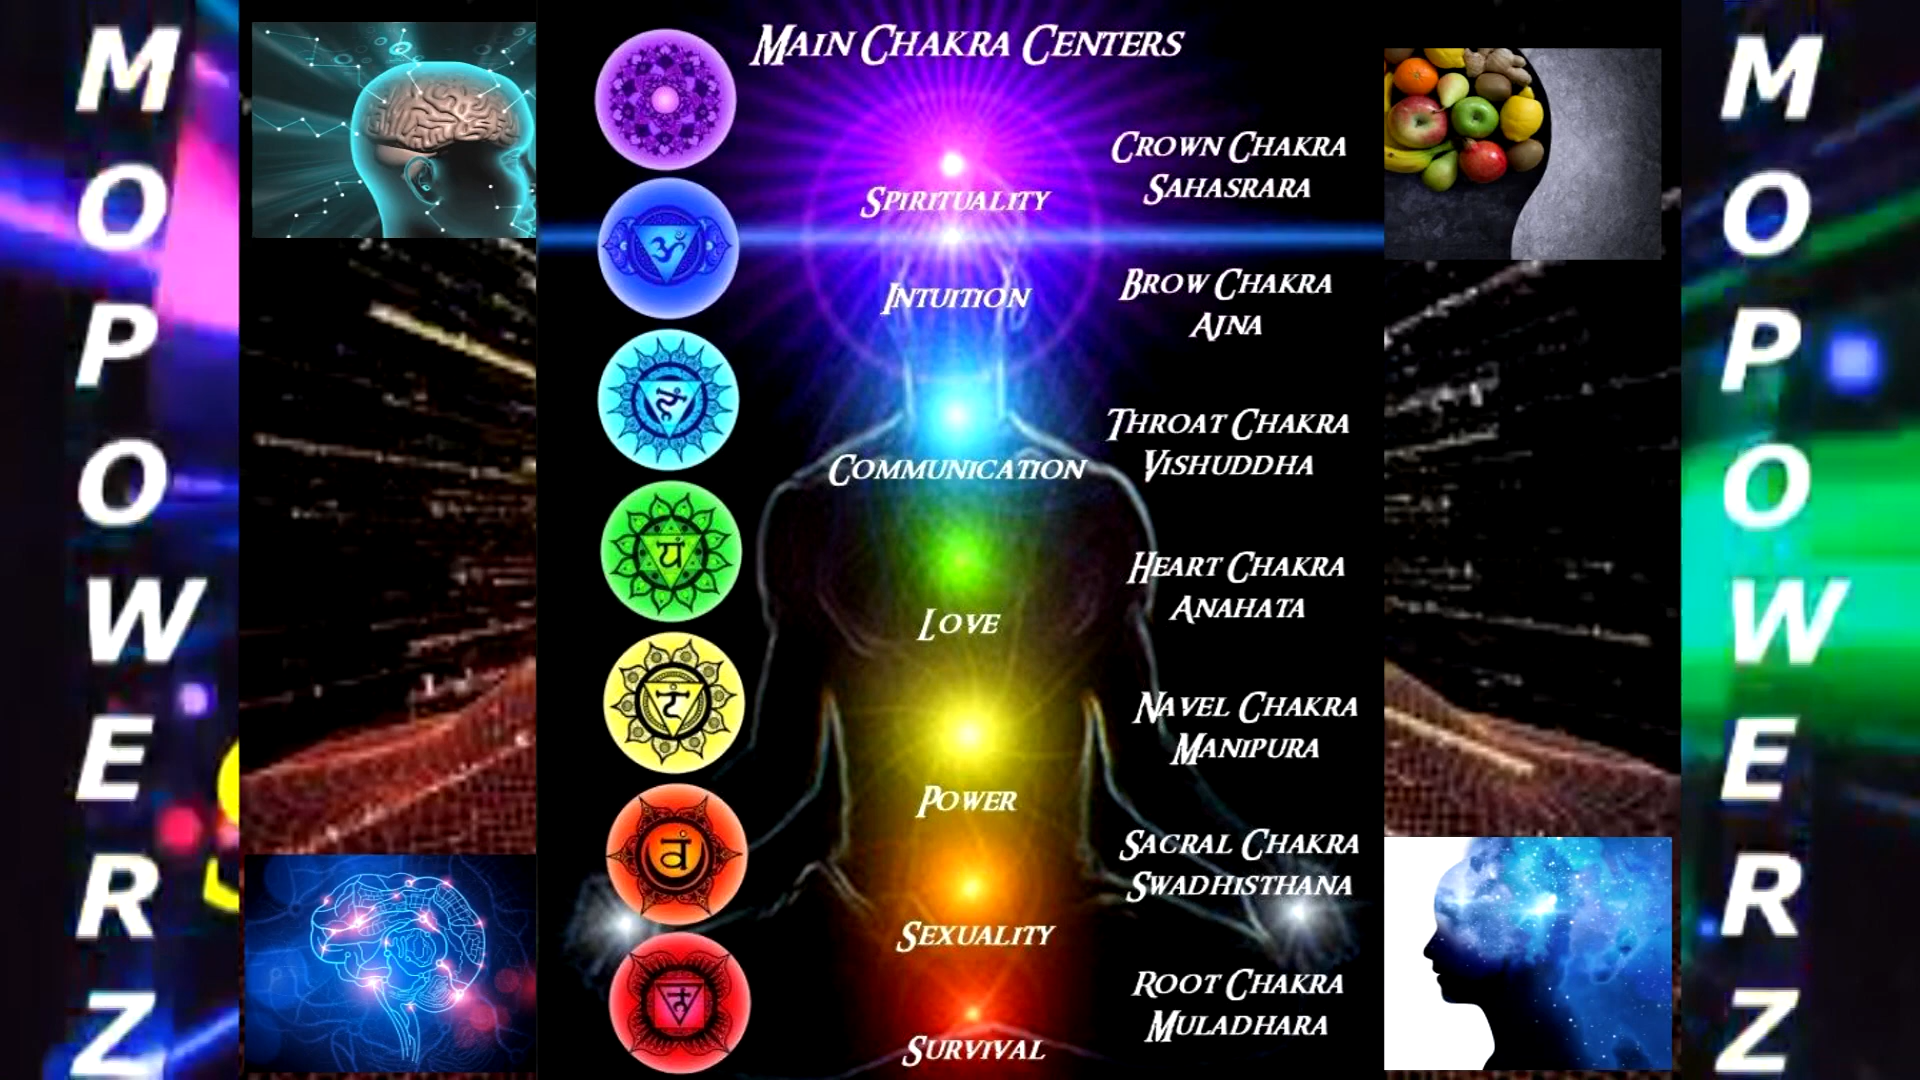 MOPOWERZ
MAIN CHAKRA CENTERS
CROWN CHAKRA
SAHASRARA
SPIRITUALITY
ॐ
BROW CHAKRA
AJNA
INTUITION
THROAT CHAKRA
VISHUDDHA
COMMUNICATION
यं
HEART CHAKRA
ANAHATA
LOVE
NAVEL CHAKRA
MANIPURA
POWER
वं
SACRAL CHAKRA
SWADHISTHANA
SEXUALITY
ROOT CHAKRA
MULADHARA
SURVIVAL
MOPOWERZ